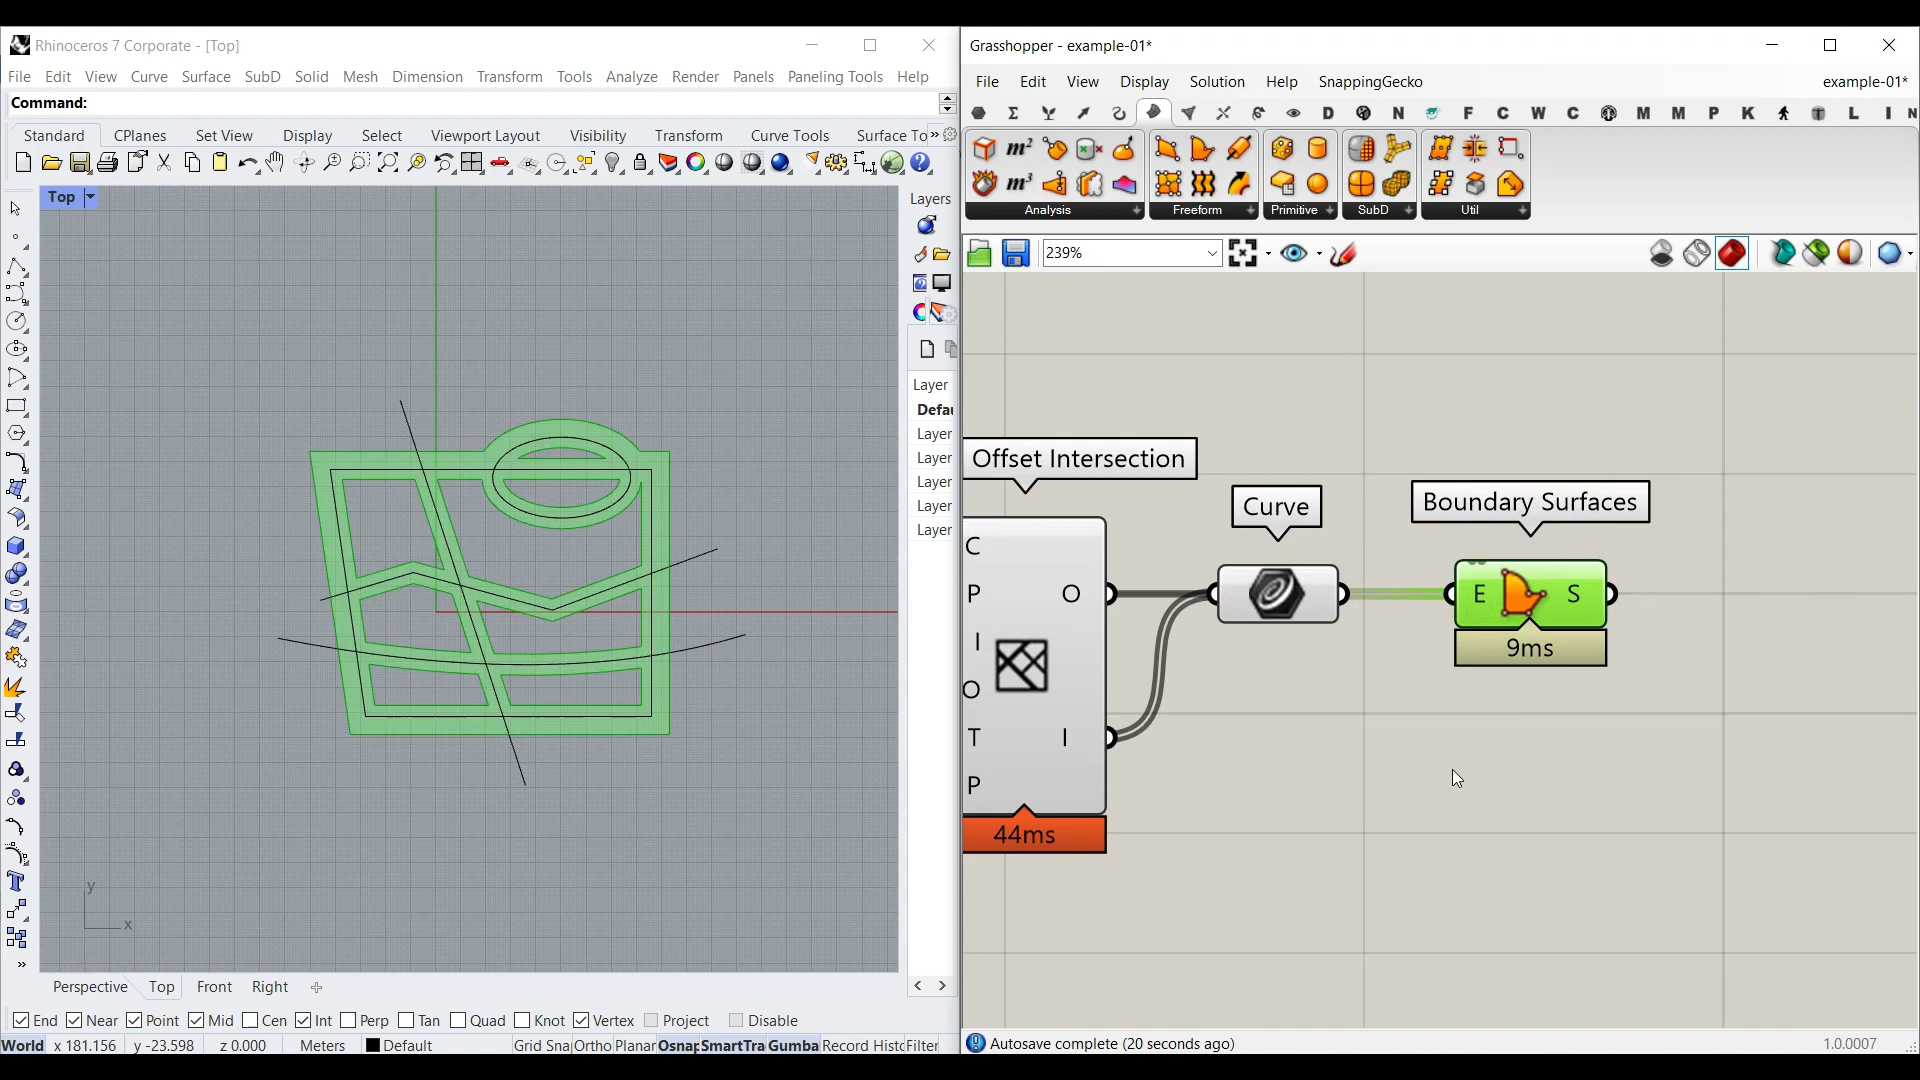 Rhinoceros 7 Corporate - [Top]
File Edit View Curve Surface SubD Solid Mesh Dimension Transform Tools Analyze Render Panels Paneling Tools Help
Command:
Standard CPlanes Set View Display Select Viewport Layout Visibility Transform Curve Tools Surface To »
Top
y
x
Layers
Layer
Defau
Layer
Layer
Layer
Layer
Layer
Perspective Top Front Right
End Near Point Mid Cen Int Perp Tan Quad Knot Vertex Project Disable
World x 181.156 y -23.598 z 0.000 Meters Default Grid Snap Ortho Planar Osnap SmartTra Gumba Record Histo Filter
Grasshopper - example-01*
File Edit View Display Solution Help SnappingGecko example-01*
D N F C W C M M P K L I N
m² m³
Analysis Freeform Primitive SubD Util
239%
Offset Intersection
Curve
Boundary Surfaces
C
P O
I
O
T I
P
44ms
E S
9ms
Autosave complete (20 seconds ago) 1.0.0007